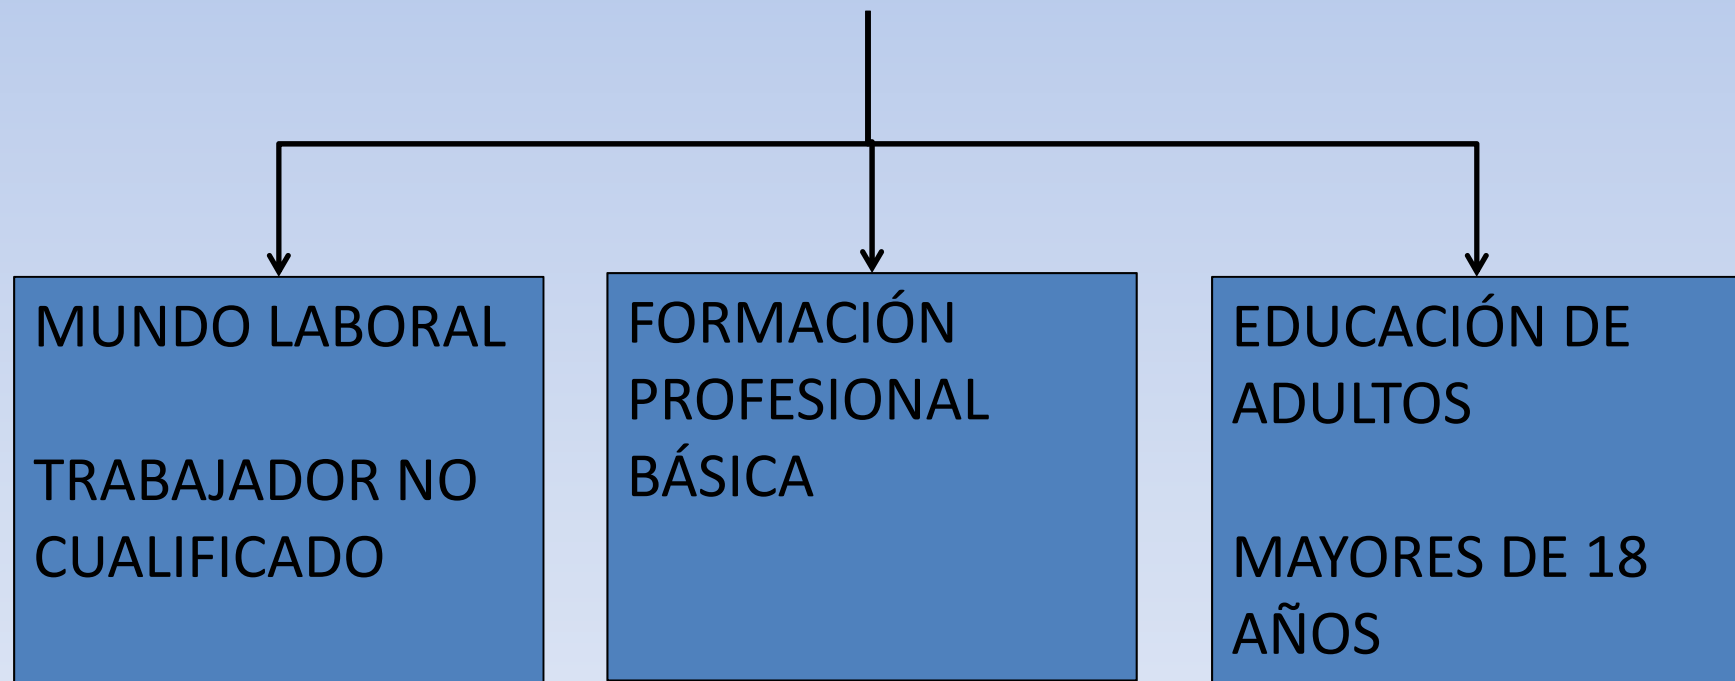 MUNDO LABORAL
TRABAJADOR NO
CUALIFICADO
FORMACIÓN
PROFESIONAL
BÁSICA
EDUCACIÓN DE
ADULTOS
MAYORES DE 18
AÑOS